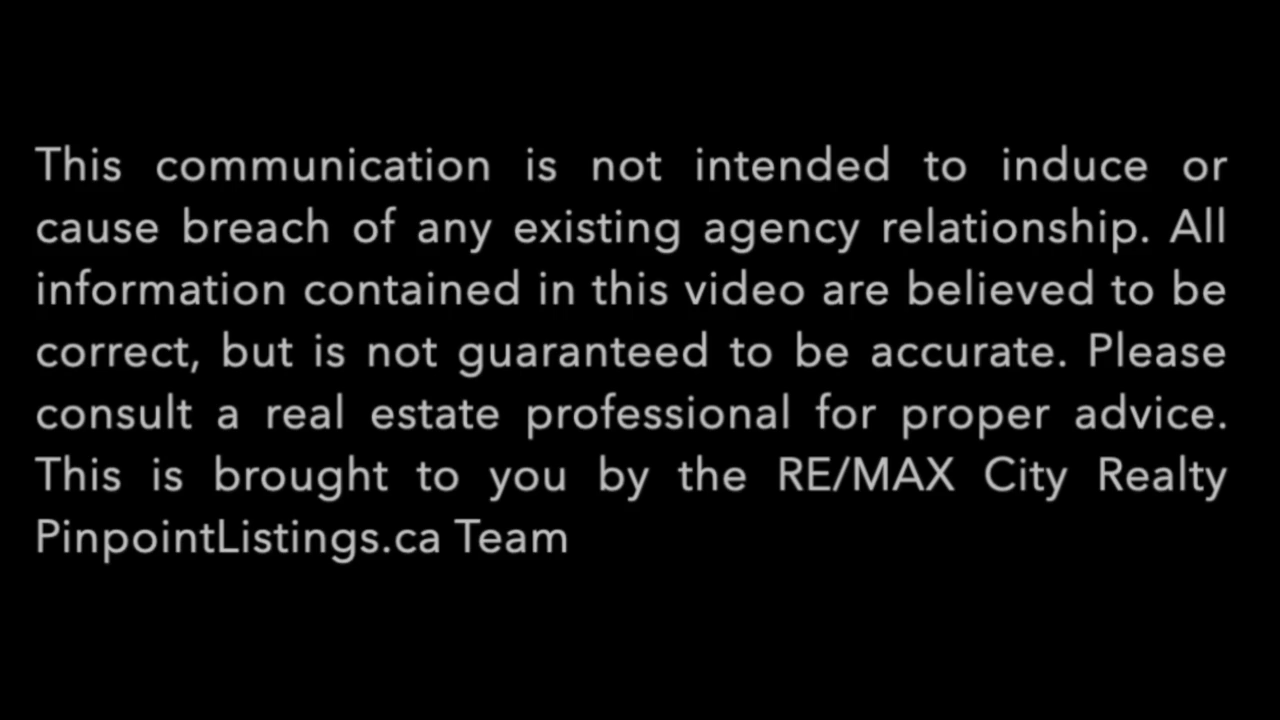 This communication is not intended to induce or
cause breach of any existing agency relationship. All
information contained in this video are believed to be
correct, but is not guaranteed to be accurate. Please
consult a real estate professional for proper advice.
This is brought to you by the RE/MAX City Realty
PinpointListings.ca Team